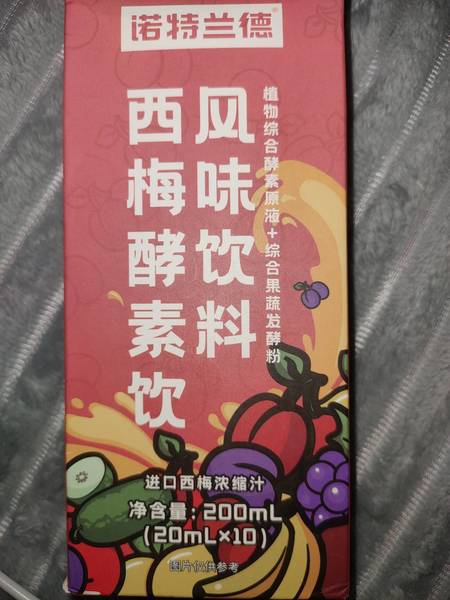 诺特兰德®
西梅酵素饮
风味饮料
植物综合酵素原液+综合果蔬发酵粉
进口西梅浓缩汁
净含量：200mL
（20mL×10）
图片仅供参考